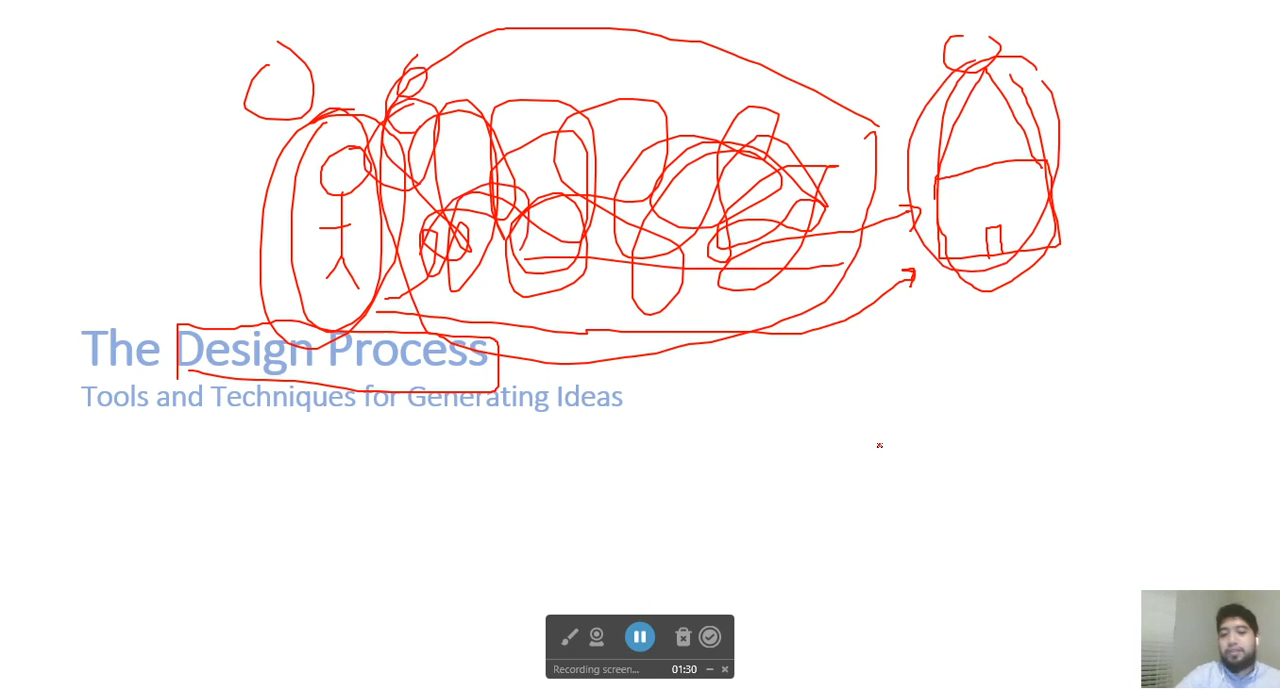 The Design Process
Tools and Techniques for Generating Ideas
Recording screen... 01:30